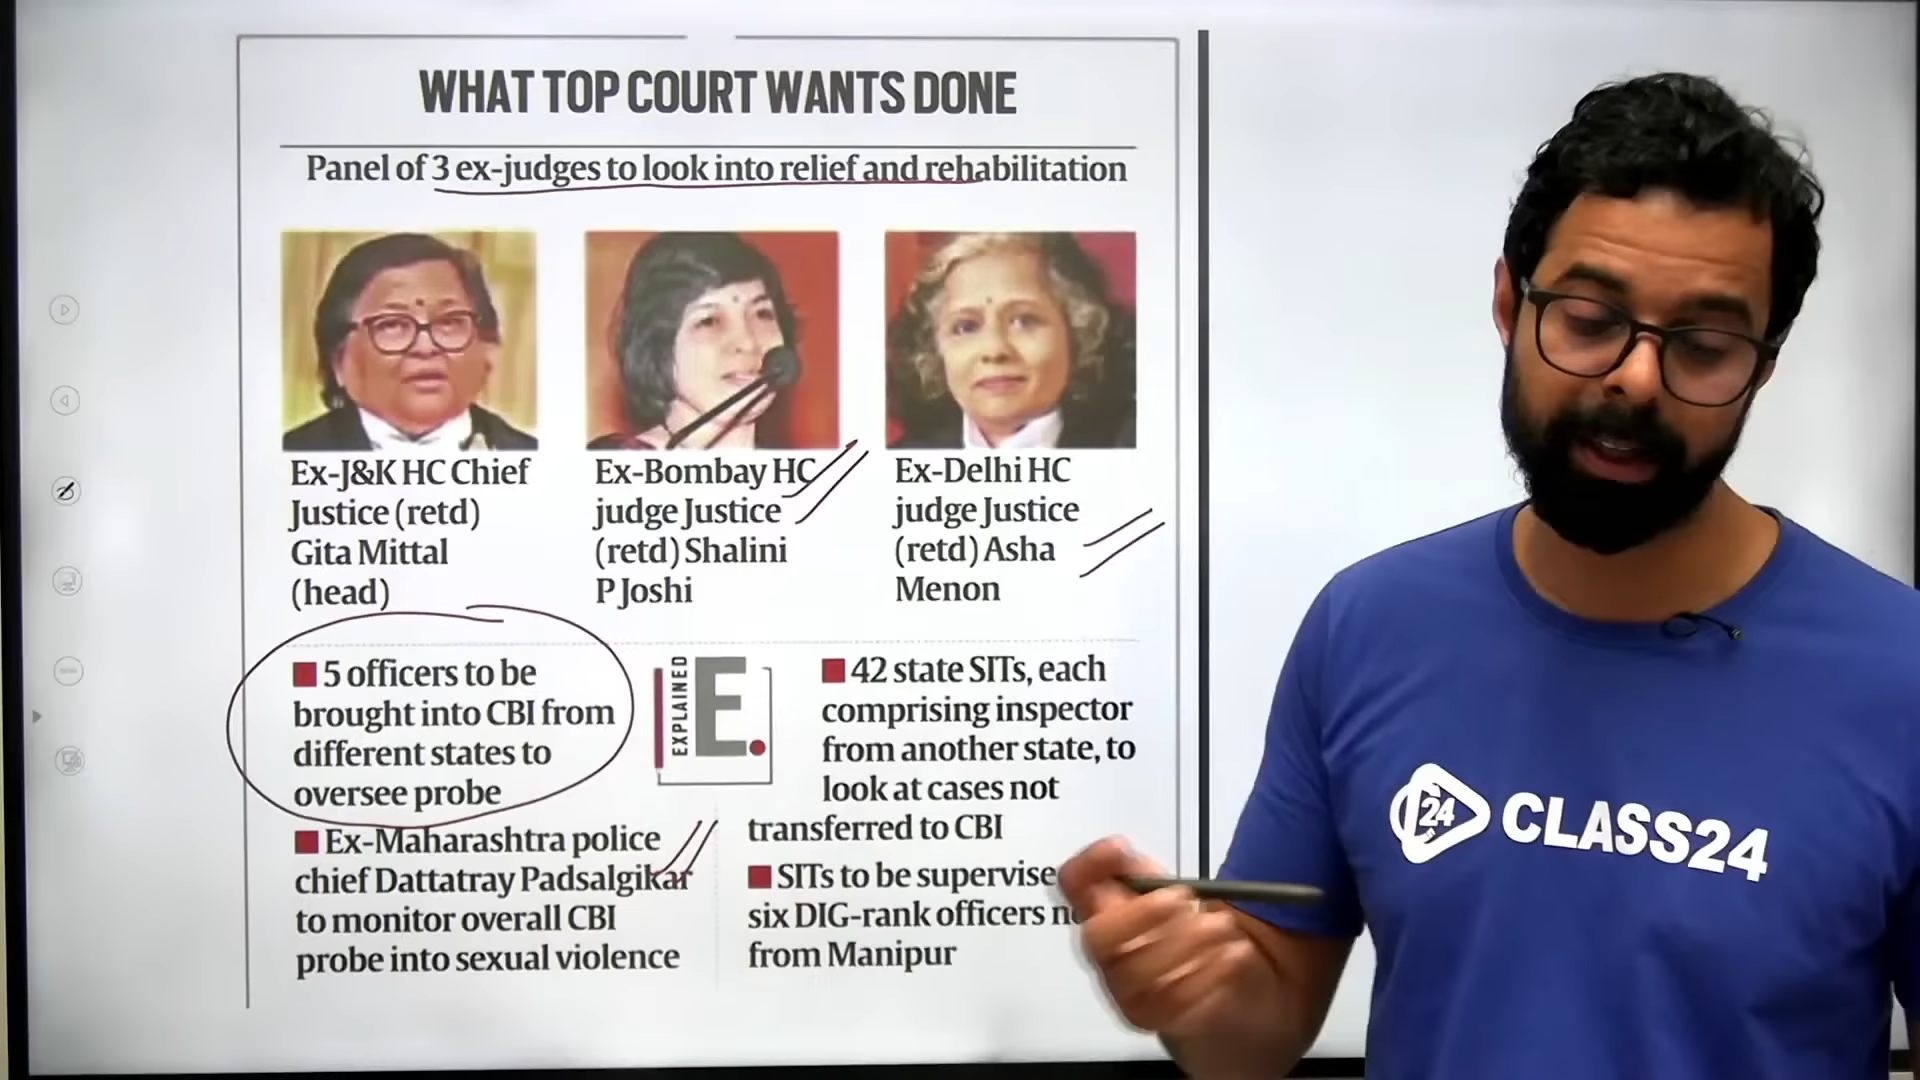 WHAT TOP COURT WANTS DONE
Panel of 3 ex-judges to look into relief and rehabilitation
Ex-J&K HC Chief
Justice (retd)
Gita Mittal
(head)
Ex-Bombay HC
judge Justice
(retd) Shalini
P Joshi
Ex-Delhi HC
judge Justice
(retd) Asha
Menon
5 officers to be
brought into CBI from
different states to
oversee probe
Ex-Maharashtra police
chief Dattatray Padsalgikar
to monitor overall CBI
probe into sexual violence
EXPLAINED
E.
42 state SITs, each
comprising inspector
from another state, to
look at cases not
transferred to CBI
SITs to be supervise
six DIG-rank officers
from Manipur
24
CLASS24